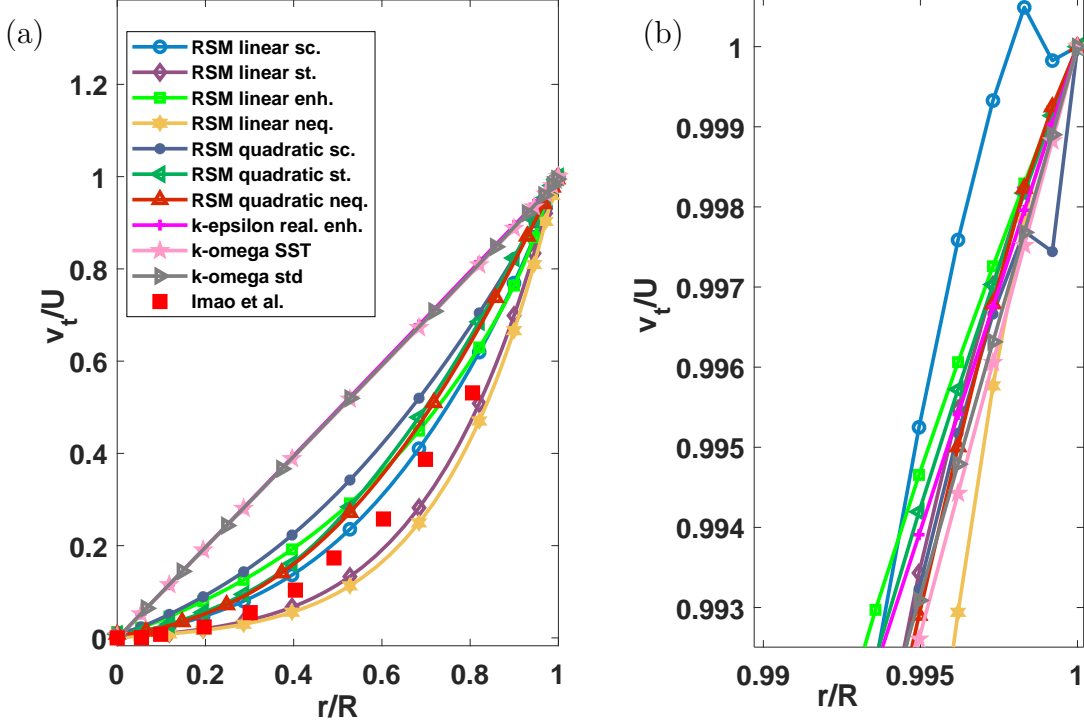 (a)
RSM linear sc.
RSM linear st.
RSM linear enh.
RSM linear neq.
RSM quadratic sc.
RSM quadratic st.
RSM quadratic neq.
k-epsilon real. enh.
k-omega SST
k-omega std
Imao et al.
1.2
1
0.8
0.6
0.4
0.2
0
v_t/U
0 0.2 0.4 0.6 0.8 1
r/R
(b)
1
0.999
0.998
0.997
0.996
0.995
0.994
0.993
v_t/U
0.99 0.995 1
r/R